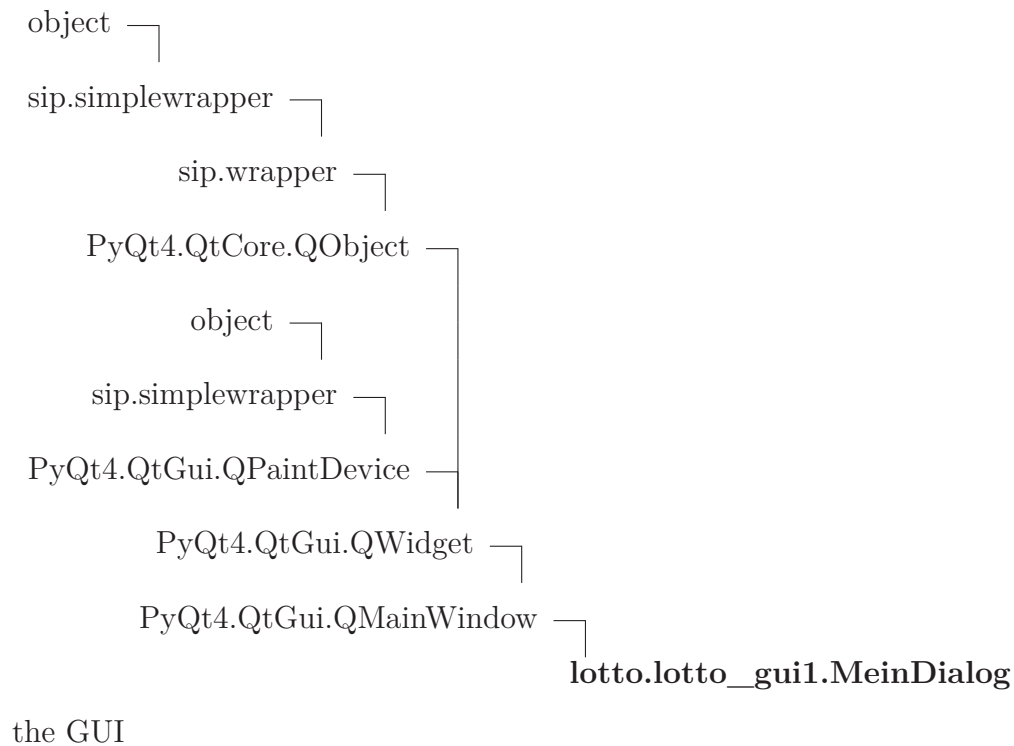 object
sip.simplewrapper
sip.wrapper
PyQt4.QtCore.QObject
object
sip.simplewrapper
PyQt4.QtGui.QPaintDevice
PyQt4.QtGui.QWidget
PyQt4.QtGui.QMainWindow
lotto.lotto_gui1.MeinDialog
the GUI